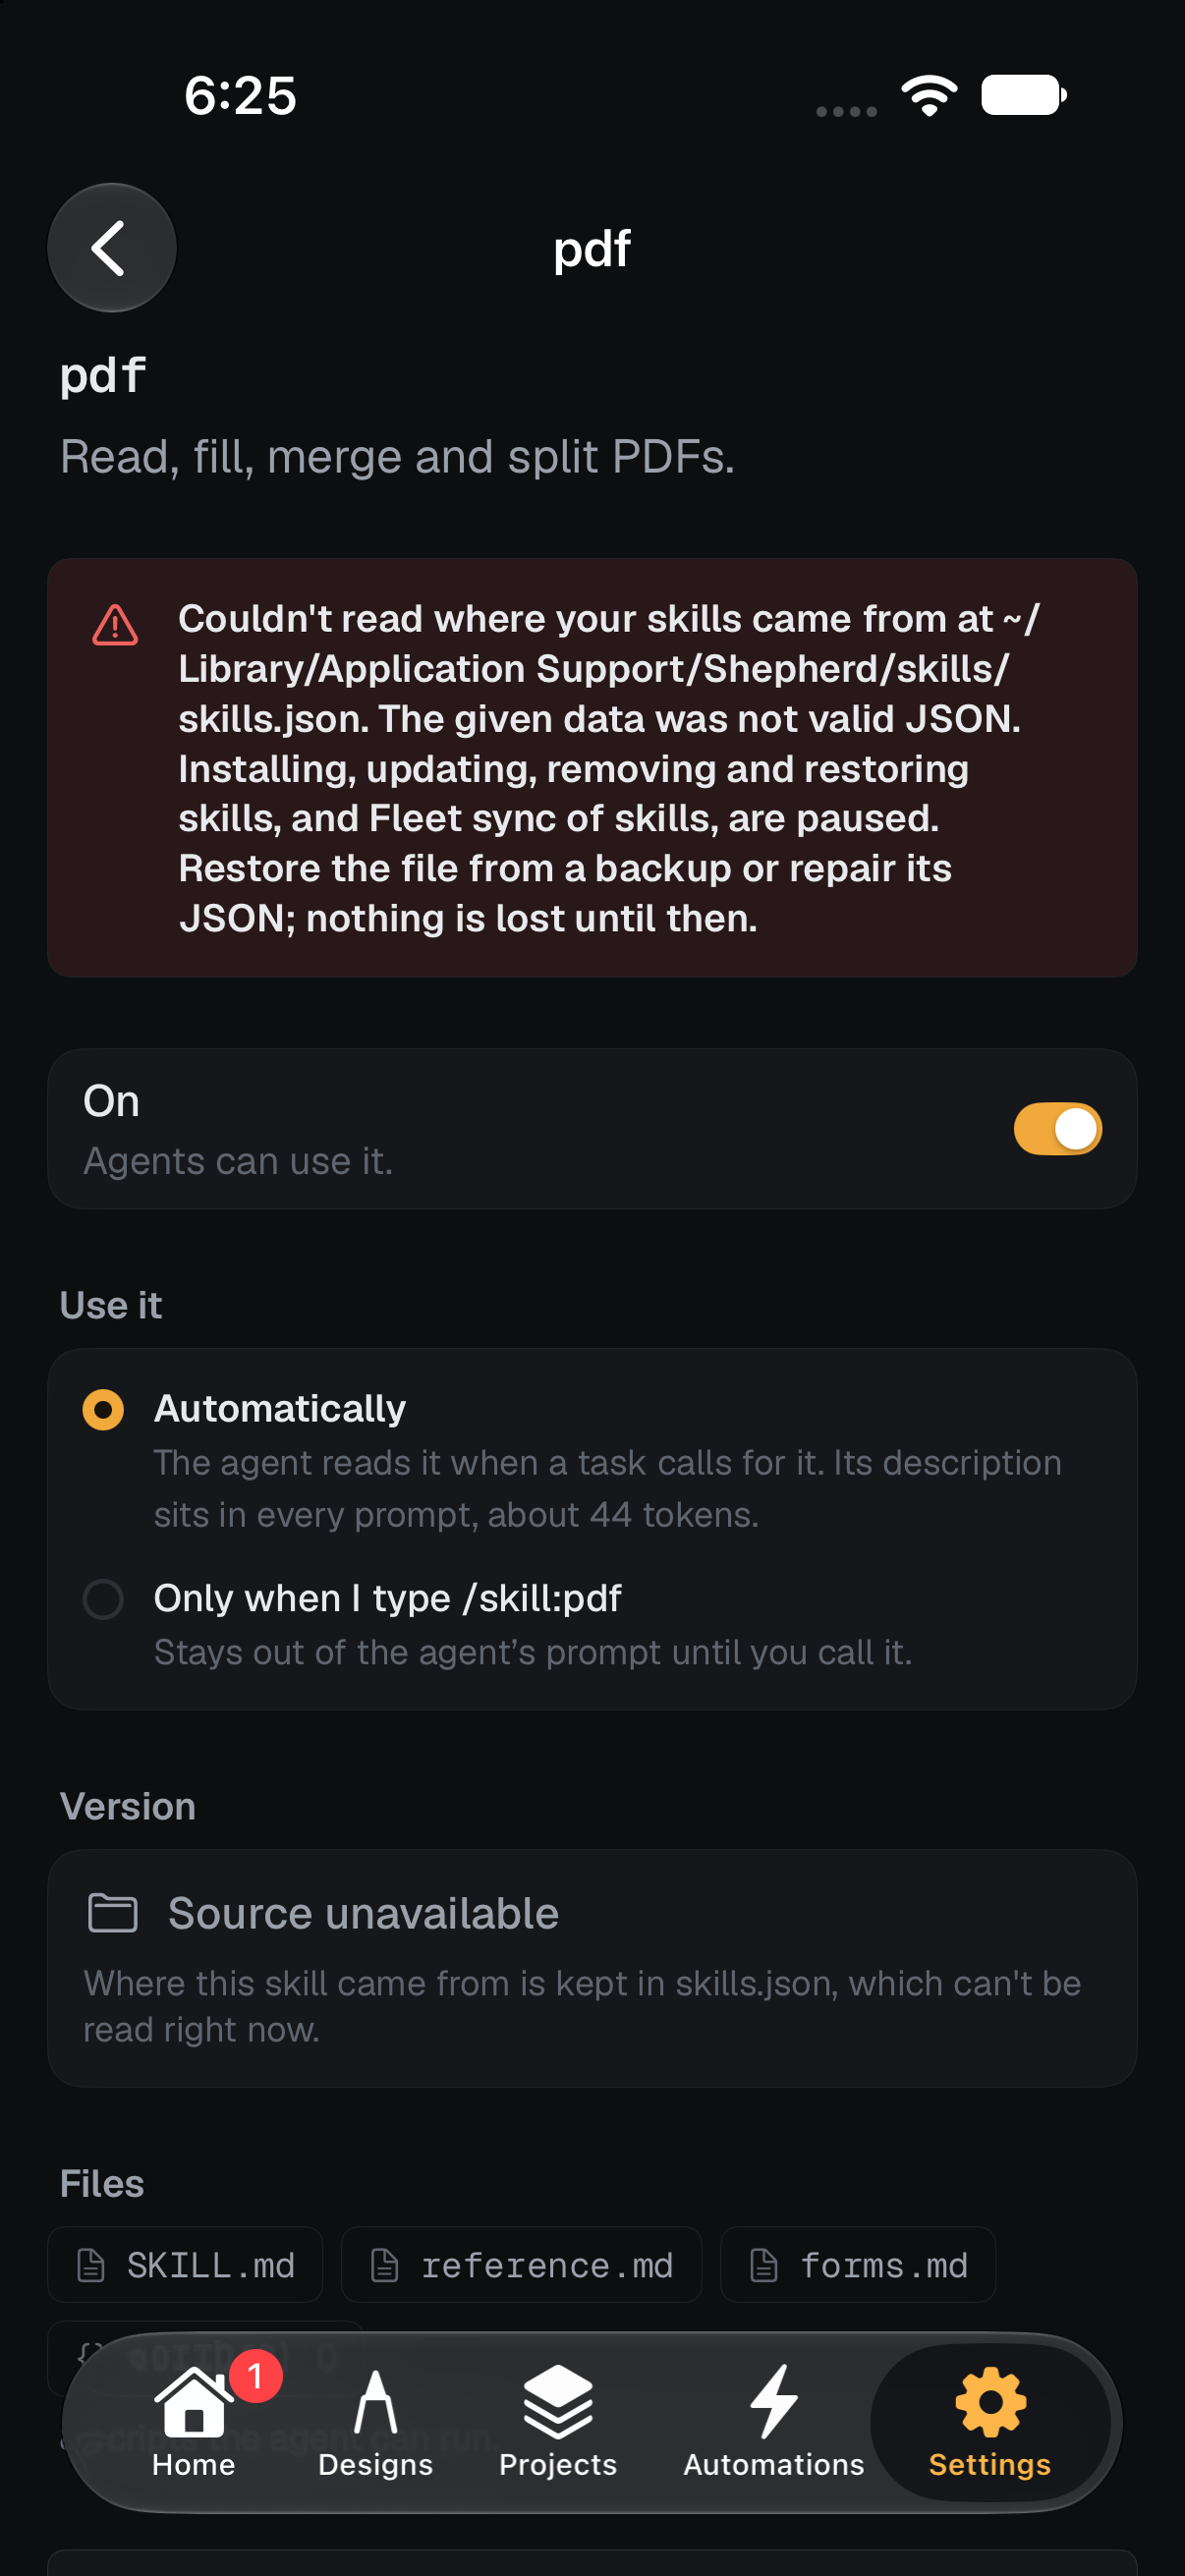 6:25
pdf
pdf
Read, fill, merge and split PDFs.
Couldn't read where your skills came from at ~/
Library/Application Support/Shepherd/skills/
skills.json. The given data was not valid JSON.
Installing, updating, removing and restoring
skills, and Fleet sync of skills, are paused.
Restore the file from a backup or repair its
JSON; nothing is lost until then.
On
Agents can use it.
Use it
Automatically
The agent reads it when a task calls for it. Its description
sits in every prompt, about 44 tokens.
Only when I type /skill:pdf
Stays out of the agent’s prompt until you call it.
Version
Source unavailable
Where this skill came from is kept in skills.json, which can't be
read right now.
Files
SKILL.md reference.md forms.md
the agent can run.
1
Home Designs Projects Automations Settings